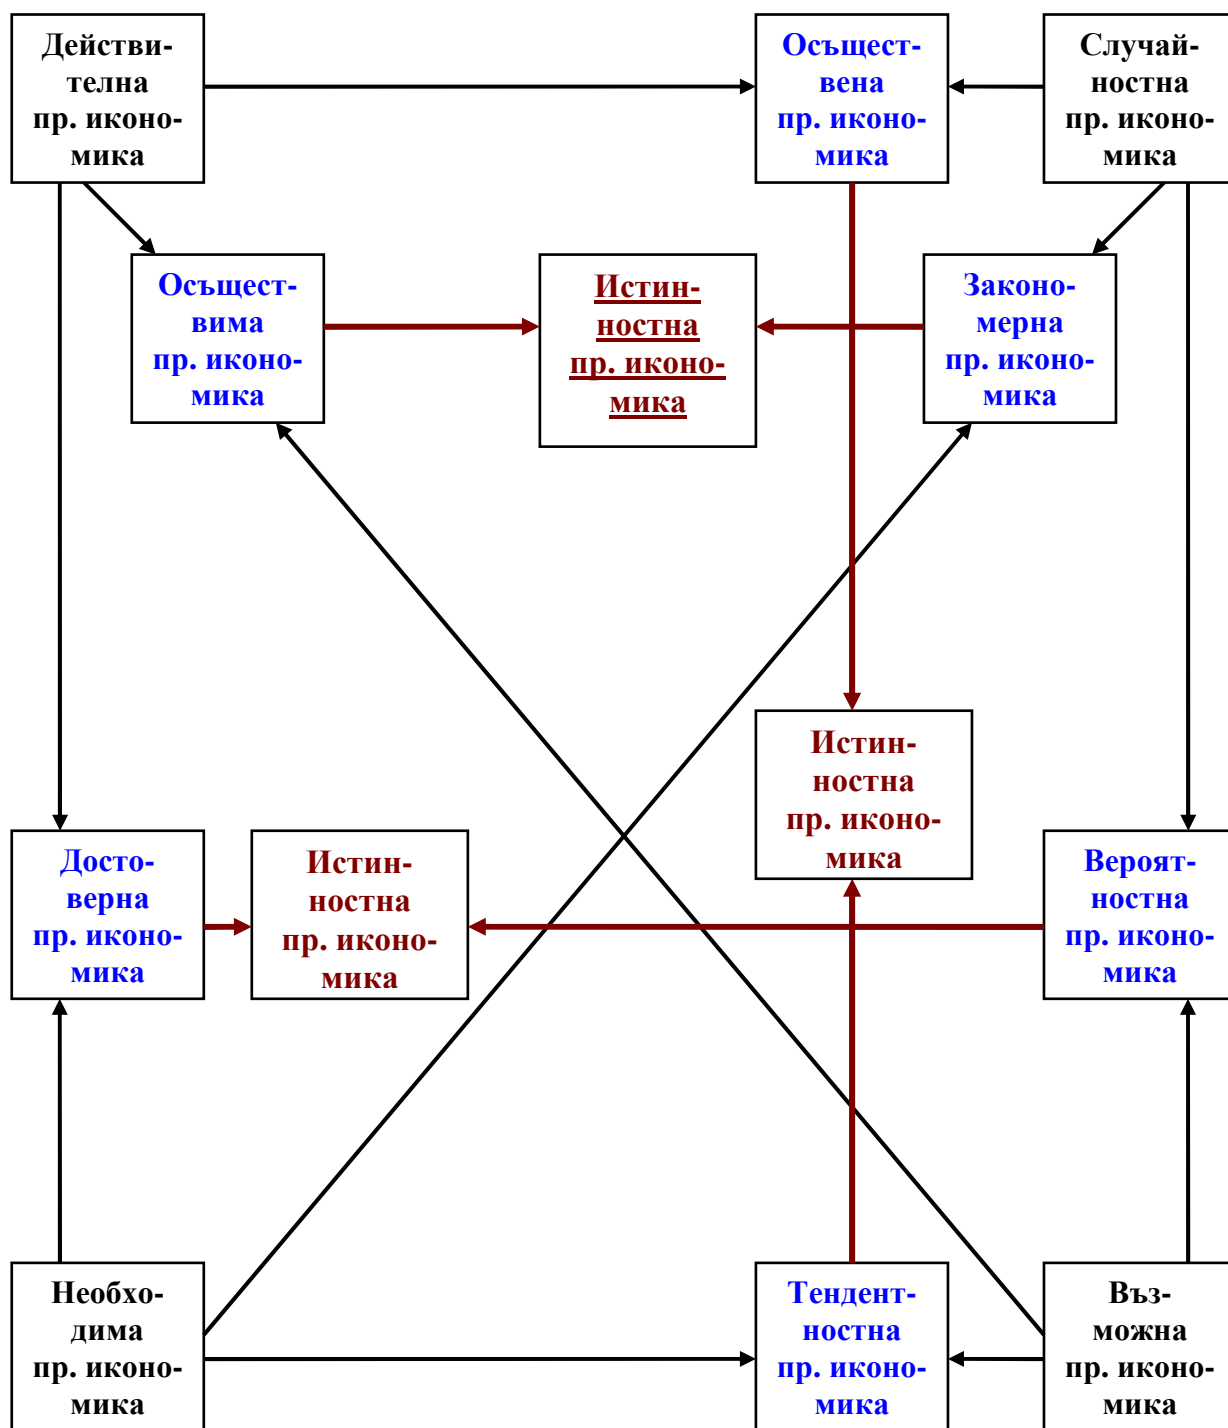 Действи-
телна
пр. иконо-
мика
Осъщест-
вена
пр. иконо-
мика
Случай-
ностна
пр. иконо-
мика
Осъщест-
вима
пр. иконо-
мика
Истин-
ностна
пр. иконо-
мика
Законо-
мерна
пр. иконо-
мика
Истин-
ностна
пр. иконо-
мика
Досто-
верна
пр. иконо-
мика
Истин-
ностна
пр. иконо-
мика
Вероят-
ностна
пр. иконо-
мика
Необхо-
дима
пр. иконо-
мика
Тендент-
ностна
пр. иконо-
мика
Въз-
можна
пр. иконо-
мика